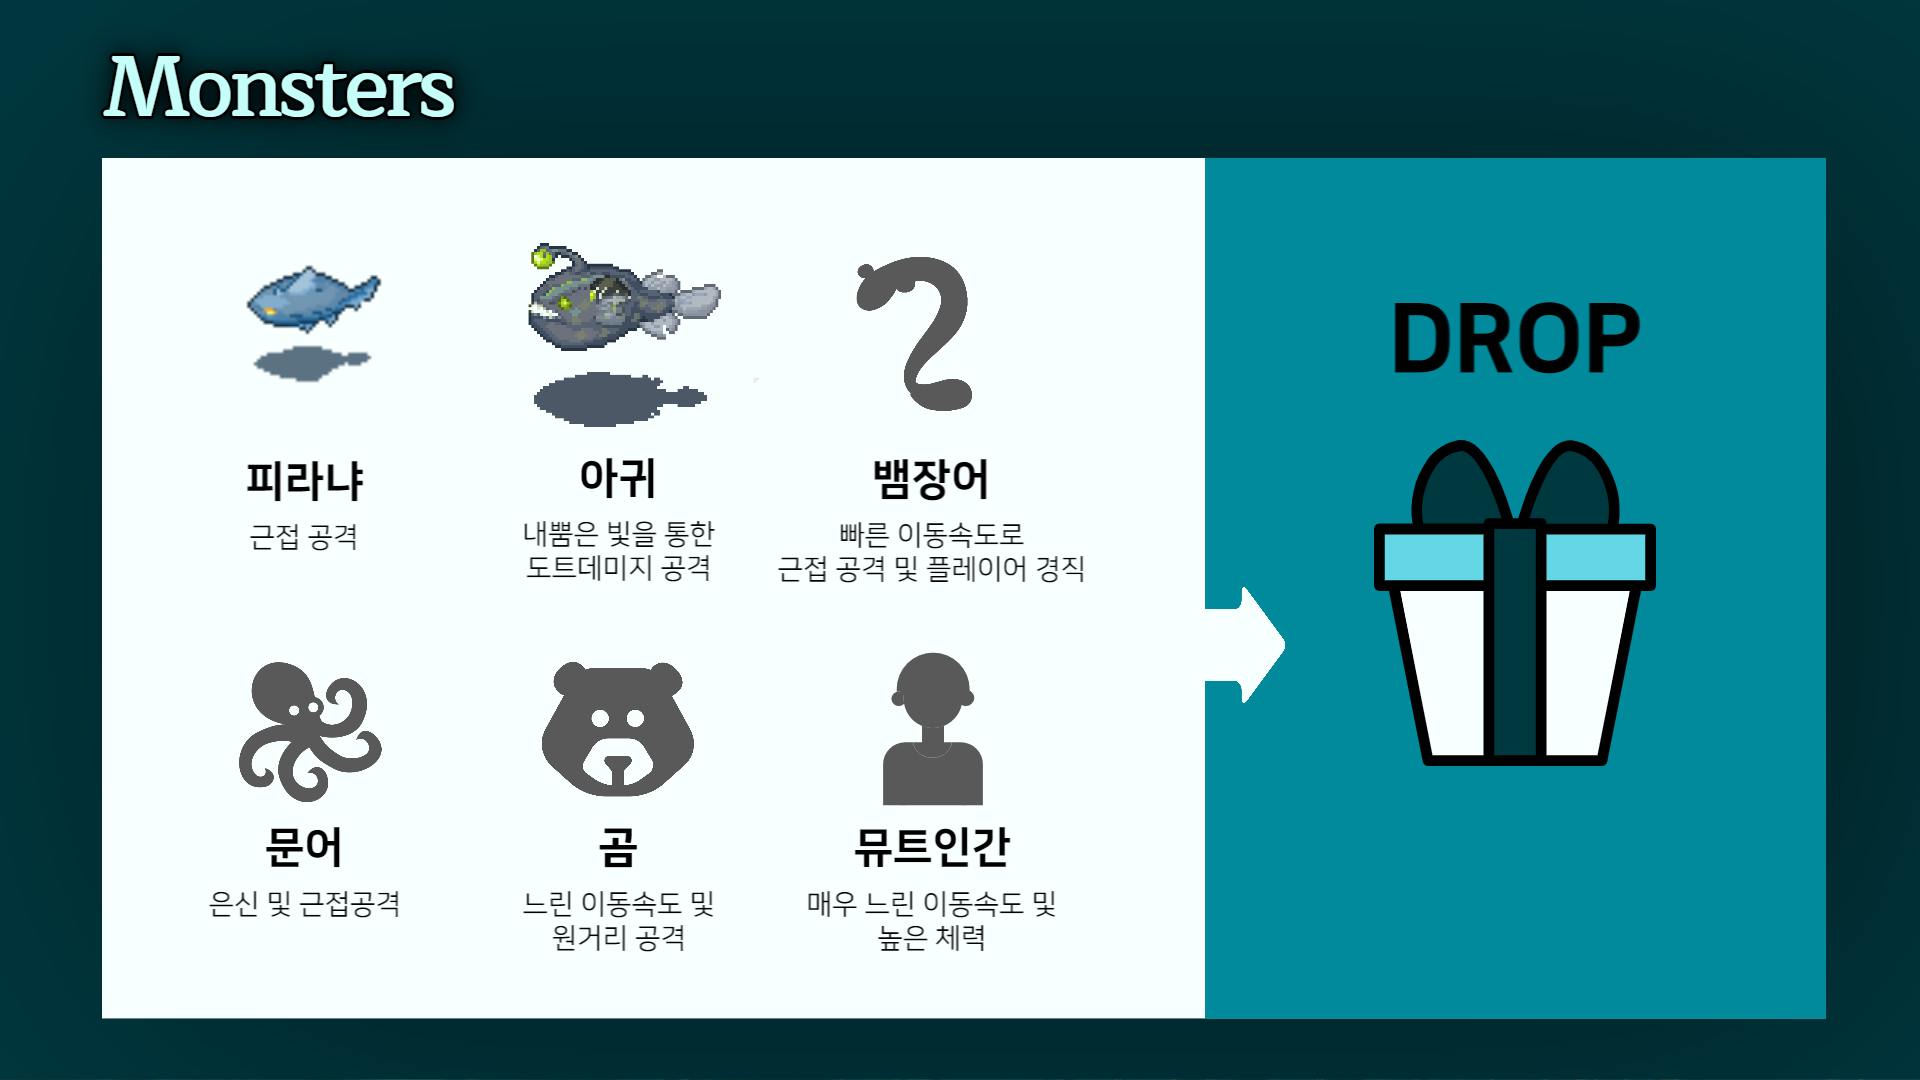 Monsters
피라냐
근접 공격
아귀
내뿜은 빛을 통한
도트데미지 공격
뱀장어
빠른 이동속도로
근접 공격 및 플레이어 경직
문어
은신 및 근접공격
곰
느린 이동속도 및
원거리 공격
뮤트인간
매우 느린 이동속도 및
높은 체력
DROP